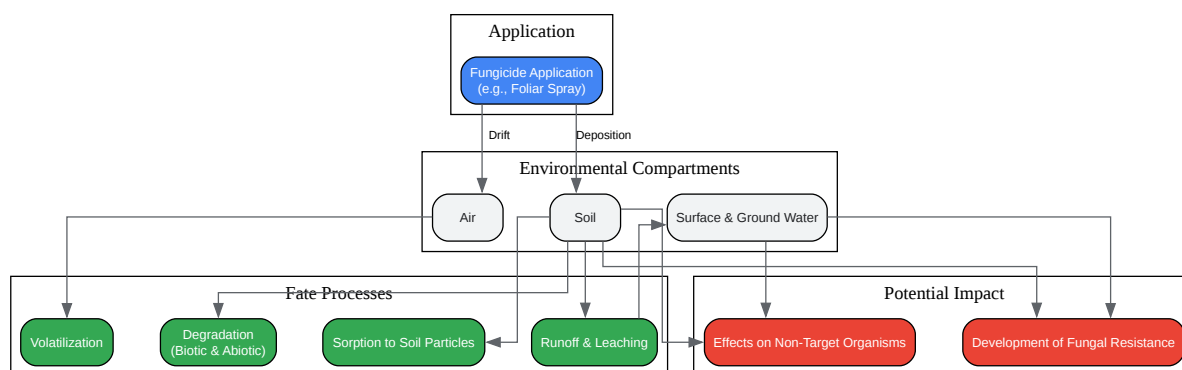 Application
Fungicide Application
(e.g., Foliar Spray)
Drift
Deposition
Environmental Compartments
Air
Soil
Surface & Ground Water
Fate Processes
Potential Impact
Volatilization
Degradation
(Biotic & Abiotic)
Sorption to Soil Particles
Runoff & Leaching
Effects on Non-Target Organisms
Development of Fungal Resistance